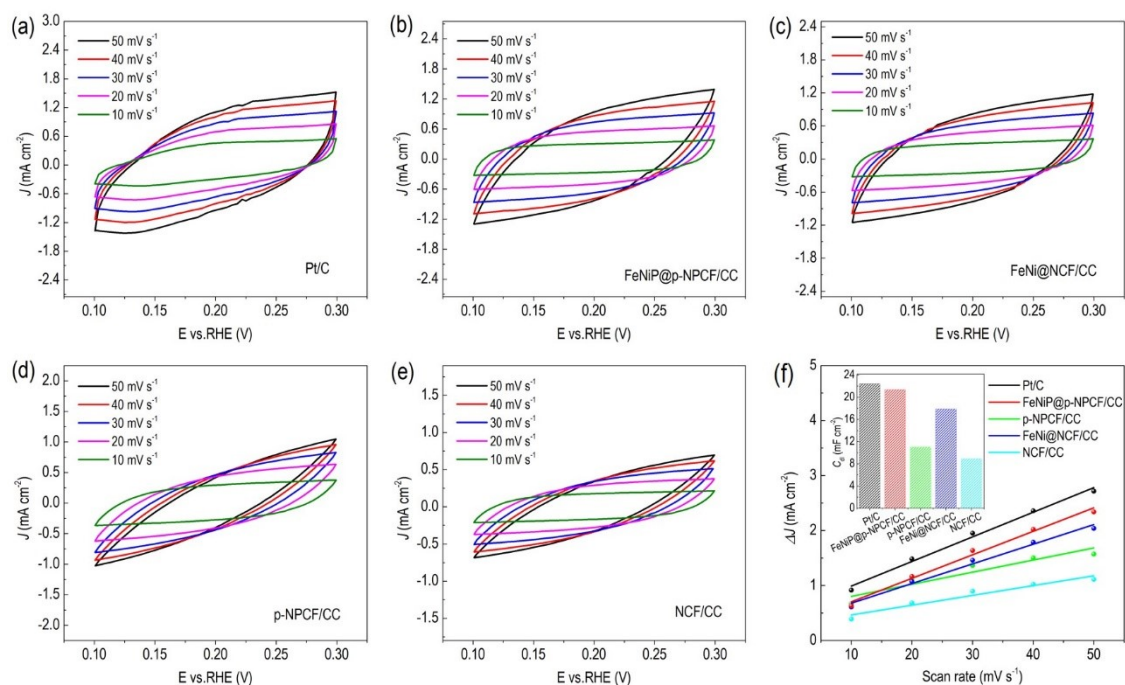 (a)
3.0
2.4
1.8
1.2
0.6
0.0
-0.6
-1.2
-1.8
-2.4
J (mA cm⁻²)
50 mV s⁻¹
40 mV s⁻¹
30 mV s⁻¹
20 mV s⁻¹
10 mV s⁻¹
Pt/C
0.10 0.15 0.20 0.25 0.30
E vs.RHE (V)
(b)
2.4
1.8
1.2
0.6
0.0
-0.6
-1.2
-1.8
-2.4
J (mA cm⁻²)
50 mV s⁻¹
40 mV s⁻¹
30 mV s⁻¹
20 mV s⁻¹
10 mV s⁻¹
FeNiP@p-NPCF/CC
0.10 0.15 0.20 0.25 0.30
E vs.RHE (V)
(c)
2.4
1.8
1.2
0.6
0.0
-0.6
-1.2
-1.8
-2.4
J (mA cm⁻²)
50 mV s⁻¹
40 mV s⁻¹
30 mV s⁻¹
20 mV s⁻¹
10 mV s⁻¹
FeNi@NCF/CC
0.10 0.15 0.20 0.25 0.30
E vs.RHE (V)
(d)
2.0
1.5
1.0
0.5
0.0
-0.5
-1.0
-1.5
-2.0
J (mA cm⁻²)
50 mV s⁻¹
40 mV s⁻¹
30 mV s⁻¹
20 mV s⁻¹
10 mV s⁻¹
p-NPCF/CC
0.10 0.15 0.20 0.25 0.30
E vs.RHE (V)
(e)
1.5
1.0
0.5
0.0
-0.5
-1.0
-1.5
J (mA cm⁻²)
50 mV s⁻¹
40 mV s⁻¹
30 mV s⁻¹
20 mV s⁻¹
10 mV s⁻¹
NCF/CC
0.10 0.15 0.20 0.25 0.30
E vs.RHE (V)
(f)
5
4
3
2
1
0
ΔJ (mA cm⁻²)
24
18
12
6
0
C_dl (mF cm⁻²)
Pt/C
FeNiP@p-NPCF/CC
p-NPCF/CC
FeNi@NCF/CC
NCF/CC
Pt/C
FeNiP@p-NPCF/CC
p-NPCF/CC
FeNi@NCF/CC
NCF/CC
10 20 30 40 50
Scan rate (mV s⁻¹)